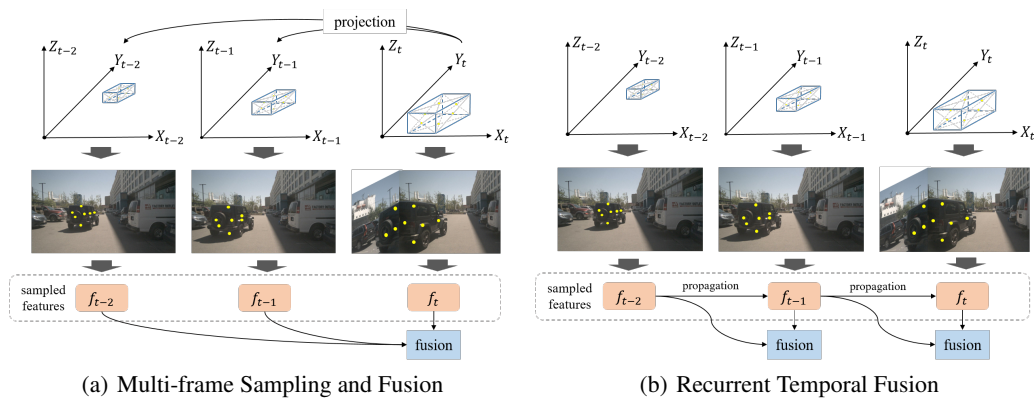 projection
Z_{t-2}
Y_{t-2}
X_{t-2}
Z_{t-1}
Y_{t-1}
X_{t-1}
Z_t
Y_t
X_t
sampled
features
f_{t-2}
f_{t-1}
f_t
fusion
(a) Multi-frame Sampling and Fusion
Z_{t-2}
Y_{t-2}
X_{t-2}
Z_{t-1}
Y_{t-1}
X_{t-1}
Z_t
Y_t
X_t
sampled
features
f_{t-2}
propagation
f_{t-1}
propagation
f_t
fusion
fusion
(b) Recurrent Temporal Fusion